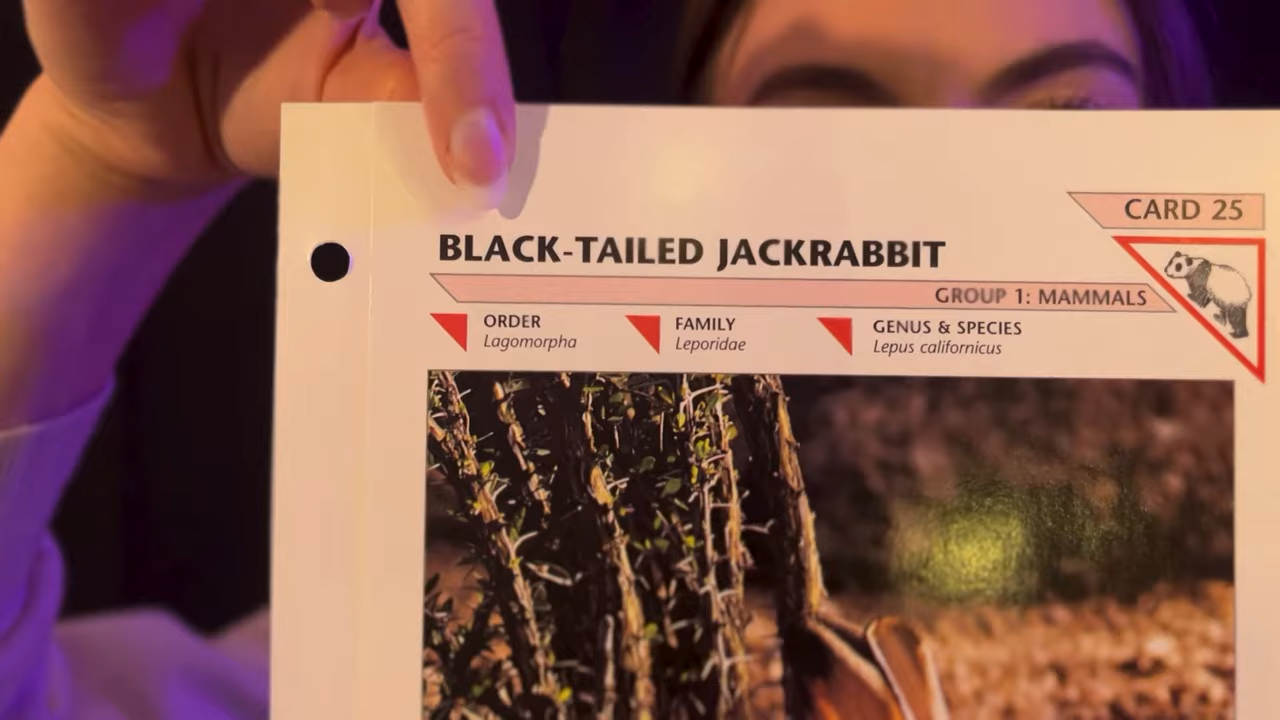 CARD 25
BLACK-TAILED JACKRABBIT
GROUP 1: MAMMALS
ORDER
Lagomorpha
FAMILY
Leporidae
GENUS & SPECIES
Lepus californicus